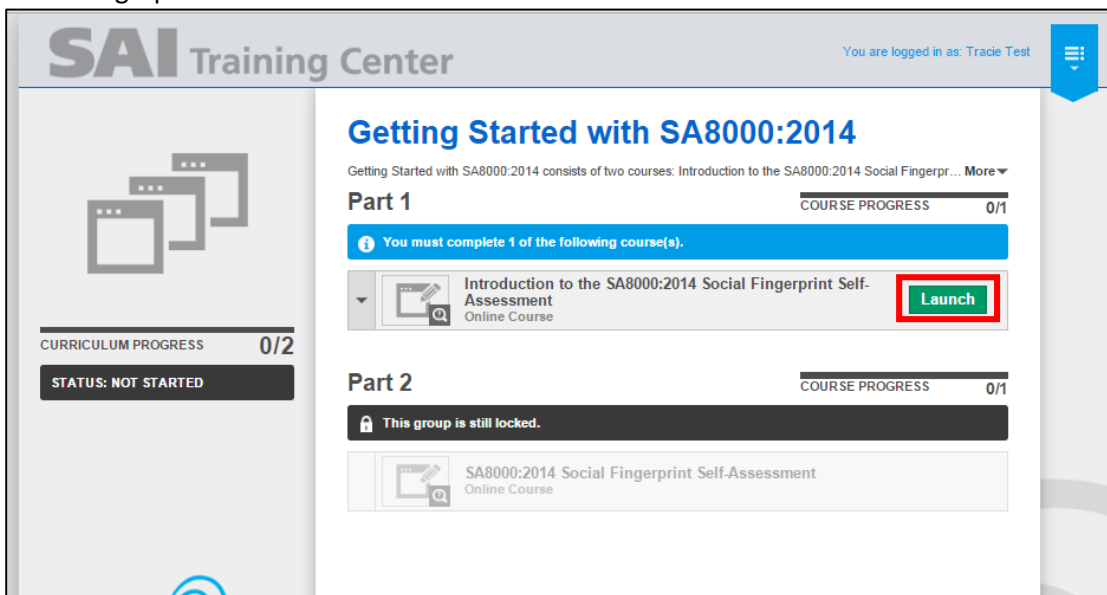 SAI Training Center
You are logged in as: Tracie Test
Getting Started with SA8000:2014
Getting Started with SA8000:2014 consists of two courses: Introduction to the SA8000:2014 Social Fingerpr... More
Part 1
COURSE PROGRESS 0/1
You must complete 1 of the following course(s).
Introduction to the SA8000:2014 Social Fingerprint Self-
Assessment
Online Course
Launch
CURRICULUM PROGRESS 0/2
STATUS: NOT STARTED
Part 2
COURSE PROGRESS 0/1
This group is still locked.
SA8000:2014 Social Fingerprint Self-Assessment
Online Course